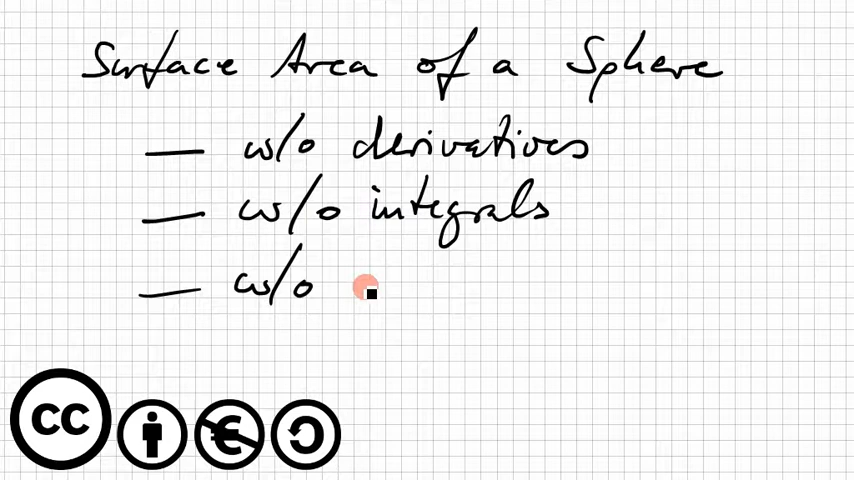 Surface Area of a Sphere
— w/o derivatives
— w/o integrals
— w/o
cc